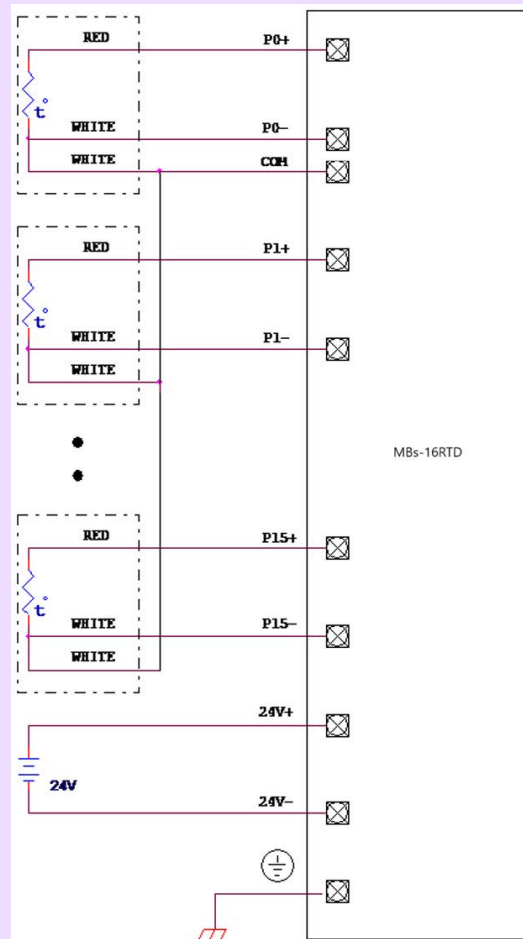 RED P0+
t°
WHITE P0-
WHITE COM
RED P1+
t°
WHITE P1-
WHITE
MBs-16RTD
RED P15+
t°
WHITE P15-
WHITE
24V+
24V
24V-